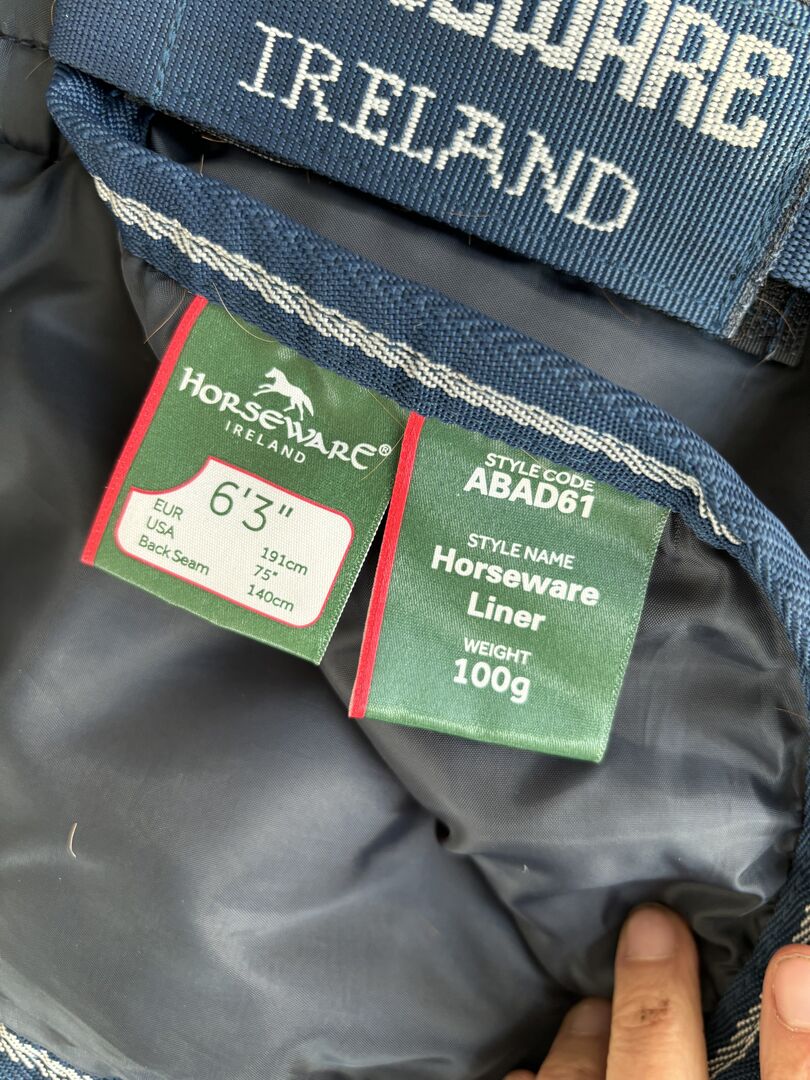 IRELAND
HORSEWARE®
IRELAND
6'3"
EUR 191cm
USA 75"
Back Seam 140cm
STYLE CODE
ABAD61
STYLE NAME
Horseware
Liner
WEIGHT
100g